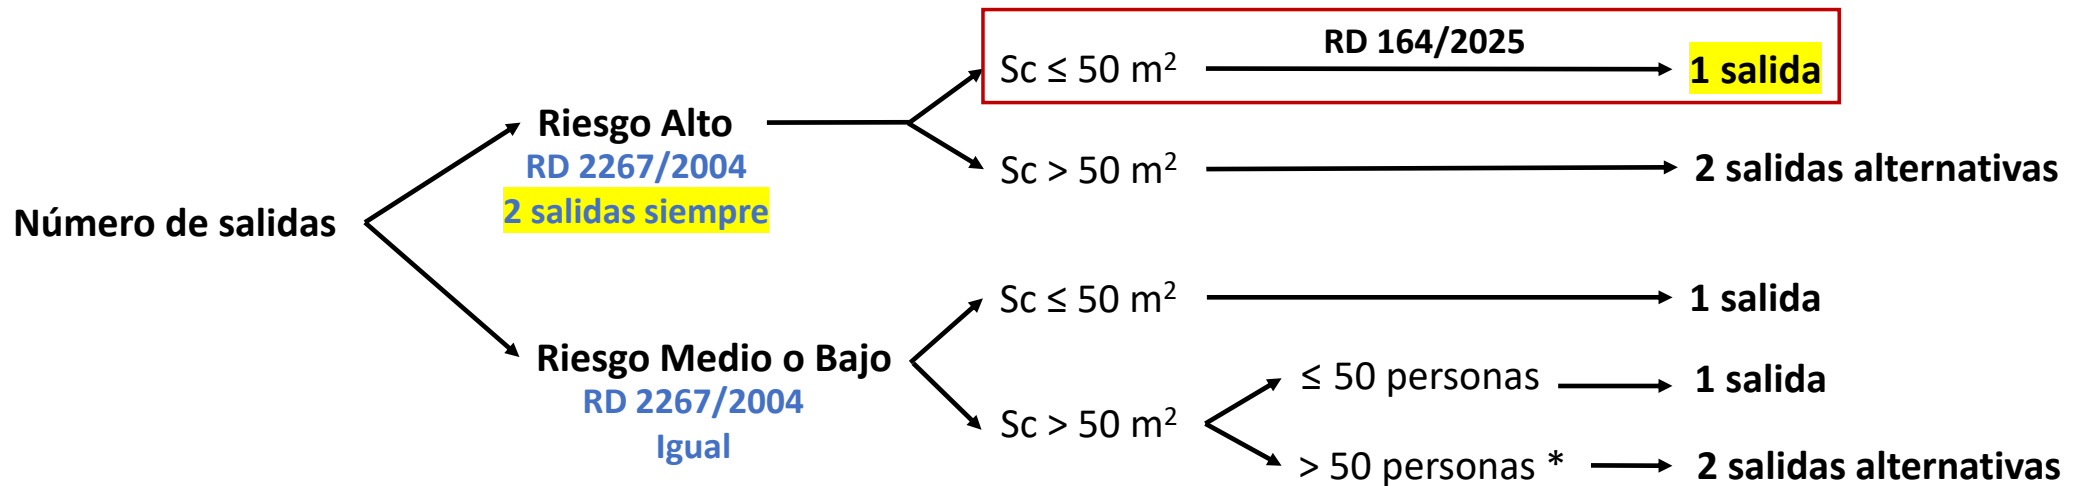 Número de salidas
Riesgo Alto
RD 2267/2004
2 salidas siempre
Sc ≤ 50 m²
RD 164/2025
1 salida
Sc > 50 m²
2 salidas alternativas
Riesgo Medio o Bajo
RD 2267/2004
Igual
Sc ≤ 50 m²
1 salida
Sc > 50 m²
≤ 50 personas
1 salida
> 50 personas *
2 salidas alternativas